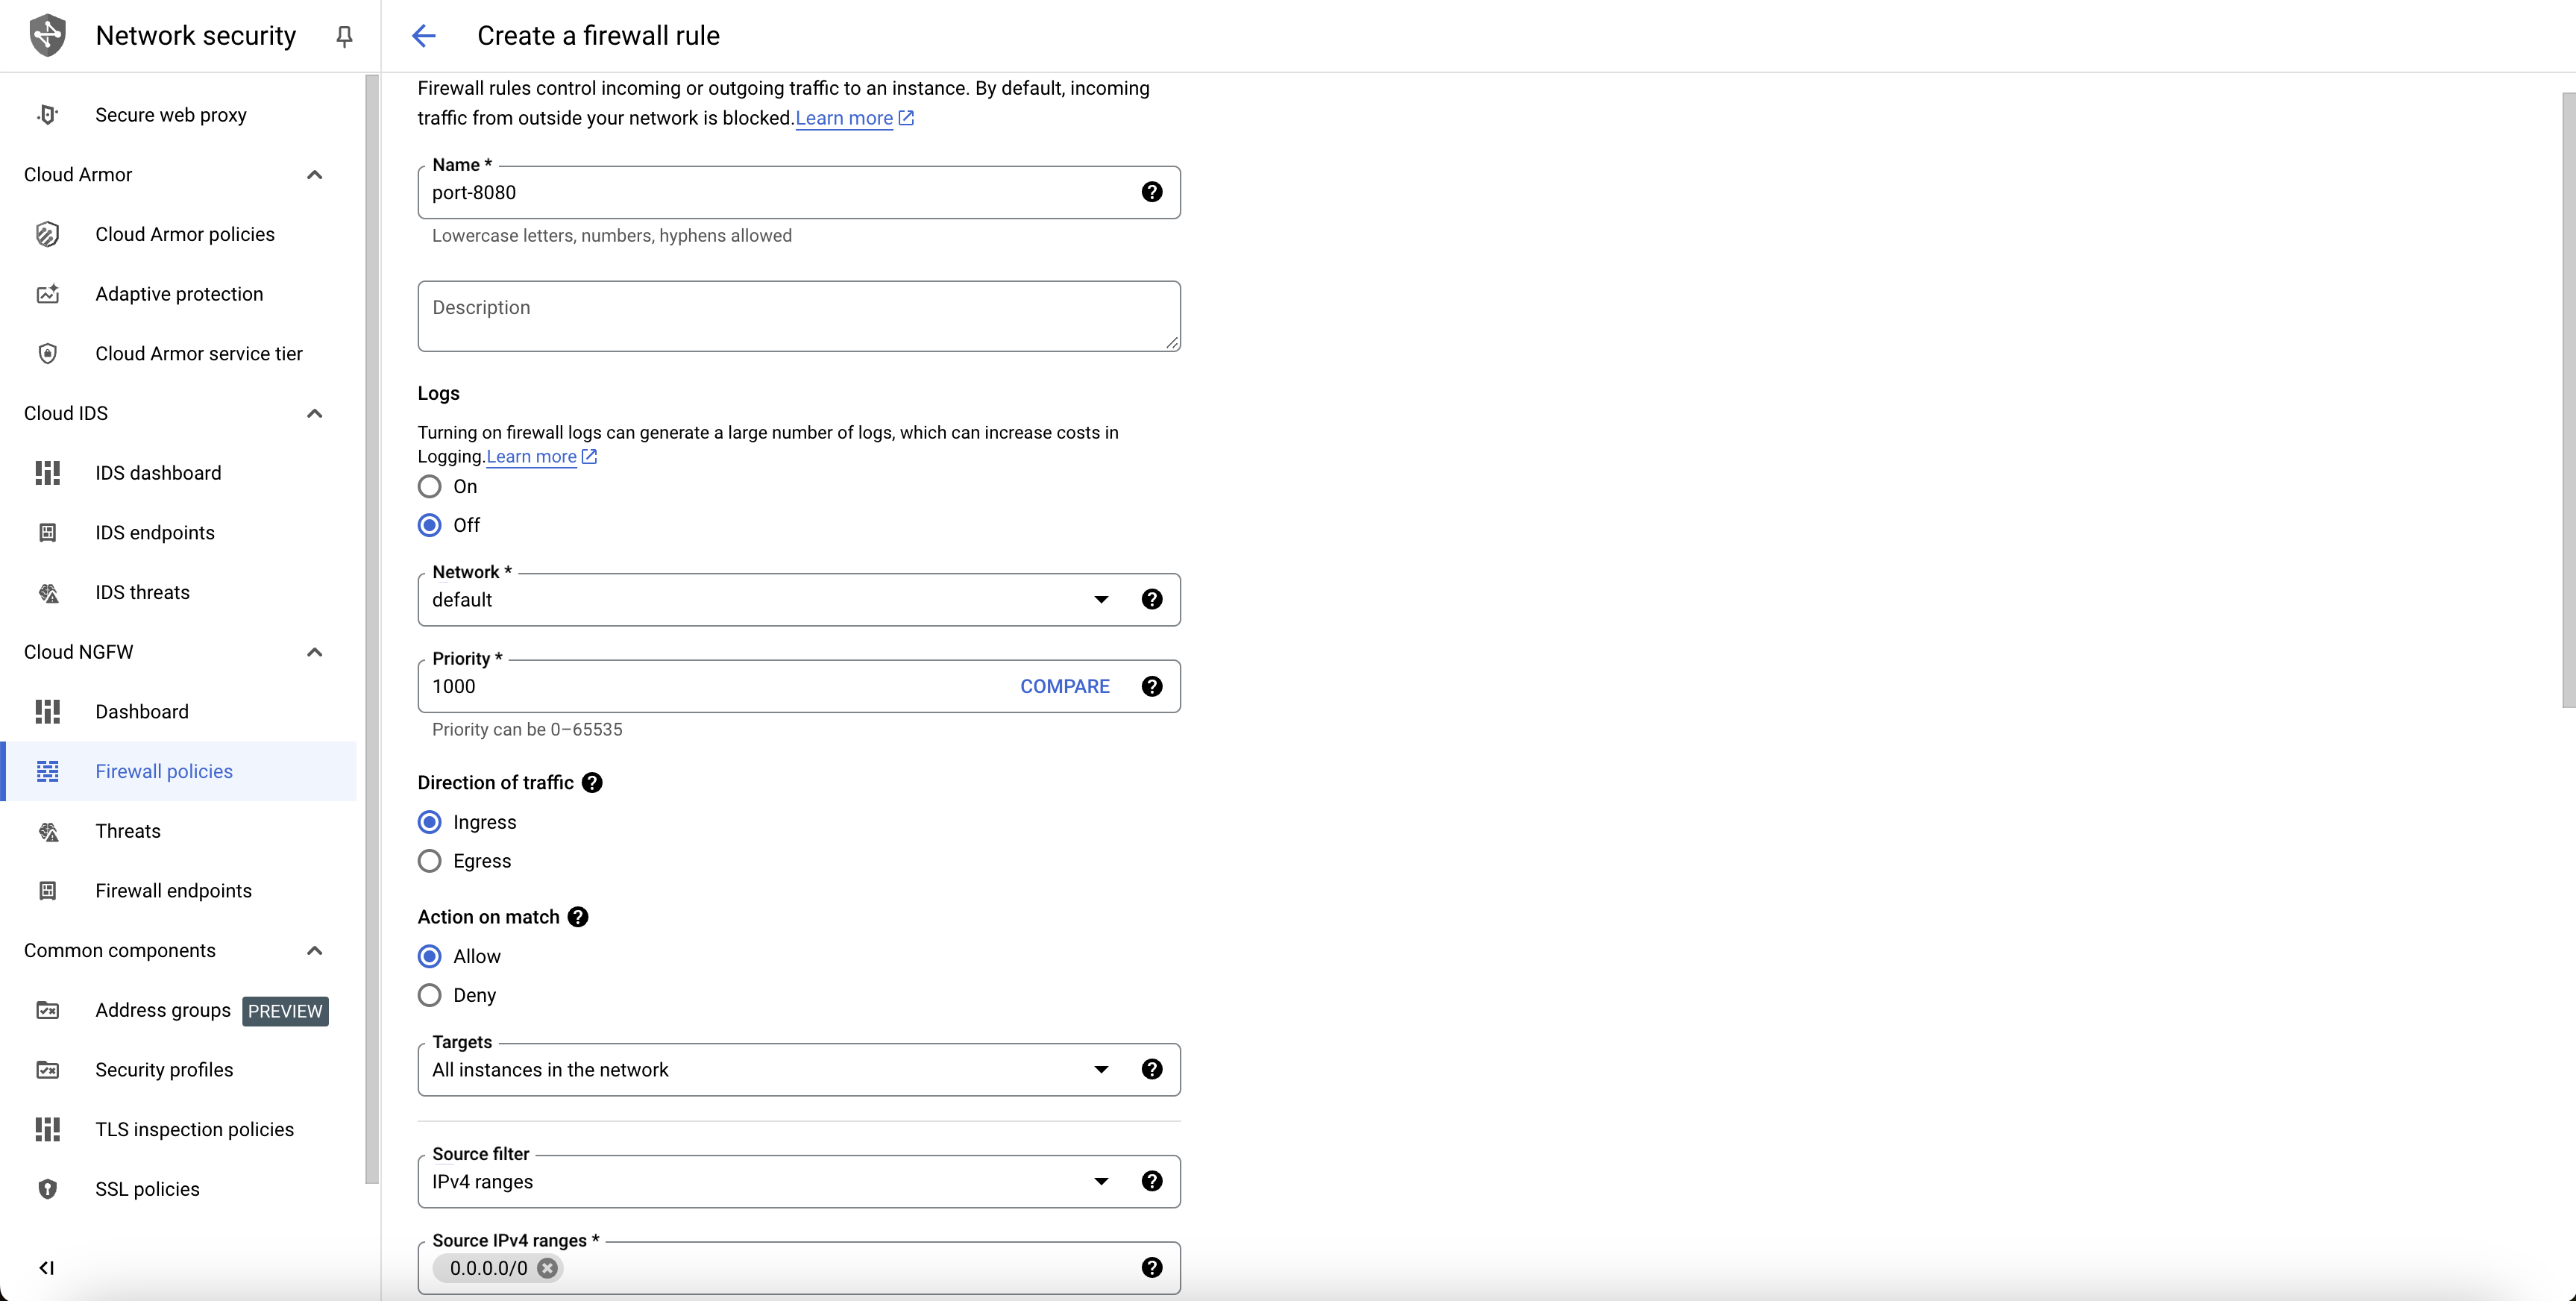 Network security
Secure web proxy
Cloud Armor
Cloud Armor policies
Adaptive protection
Cloud Armor service tier
Cloud IDS
IDS dashboard
IDS endpoints
IDS threats
Cloud NGFW
Dashboard
Firewall policies
Threats
Firewall endpoints
Common components
Address groups PREVIEW
Security profiles
TLS inspection policies
SSL policies
Create a firewall rule
Firewall rules control incoming or outgoing traffic to an instance. By default, incoming
traffic from outside your network is blocked.Learn more
Name *
port-8080
Lowercase letters, numbers, hyphens allowed
Description
Logs
Turning on firewall logs can generate a large number of logs, which can increase costs in
Logging.Learn more
On
Off
Network *
default
Priority *
1000 COMPARE
Priority can be 0–65535
Direction of traffic
Ingress
Egress
Action on match
Allow
Deny
Targets
All instances in the network
Source filter
IPv4 ranges
Source IPv4 ranges *
0.0.0.0/0